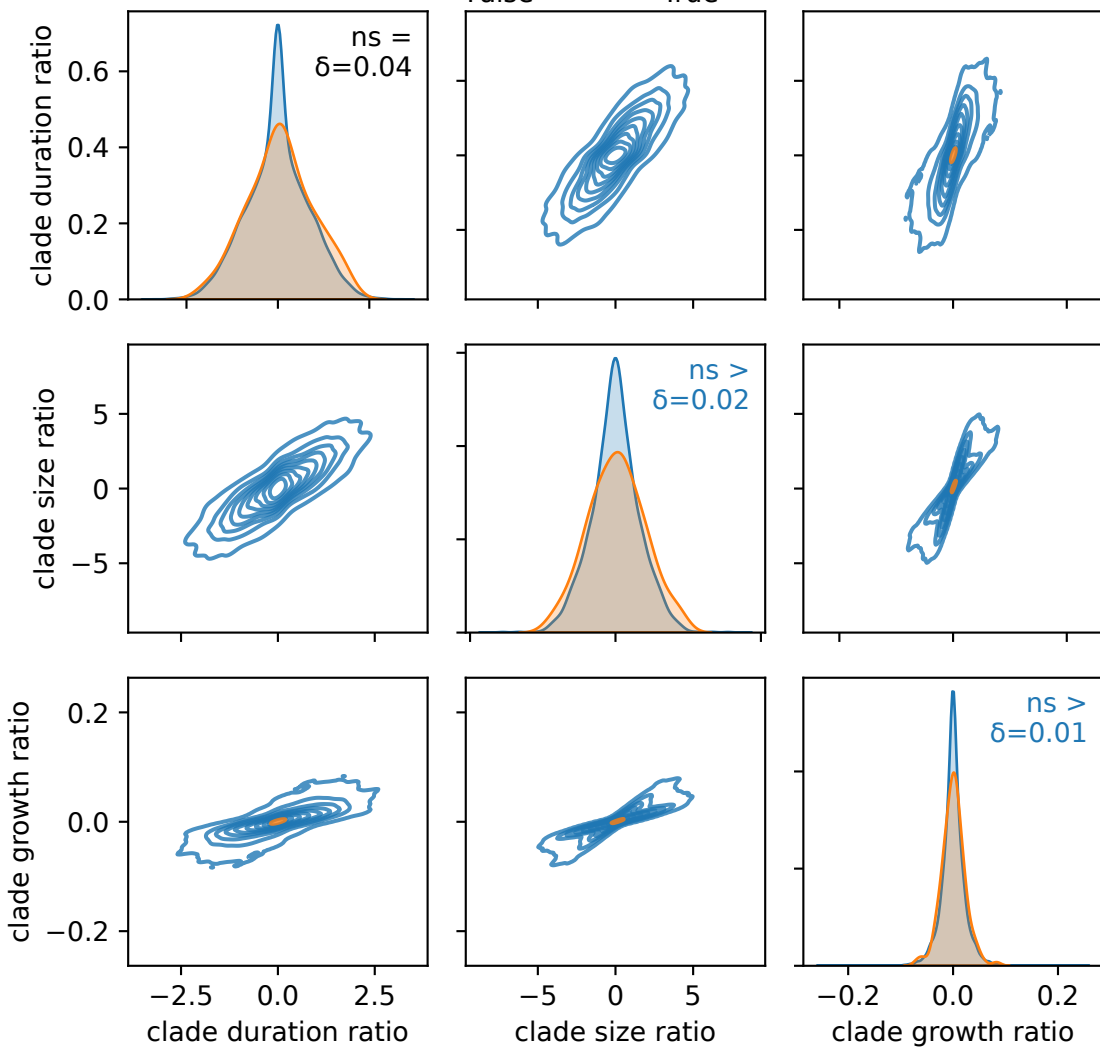 clade duration ratio
0.6
0.4
0.2
0.0
ns =
δ=0.04
clade size ratio
5
0
−5
ns >
δ=0.02
clade growth ratio
0.2
0.0
−0.2
ns >
δ=0.01
−2.5 0.0 2.5
−5 0 5
−0.2 0.0 0.2
clade duration ratio
clade size ratio
clade growth ratio